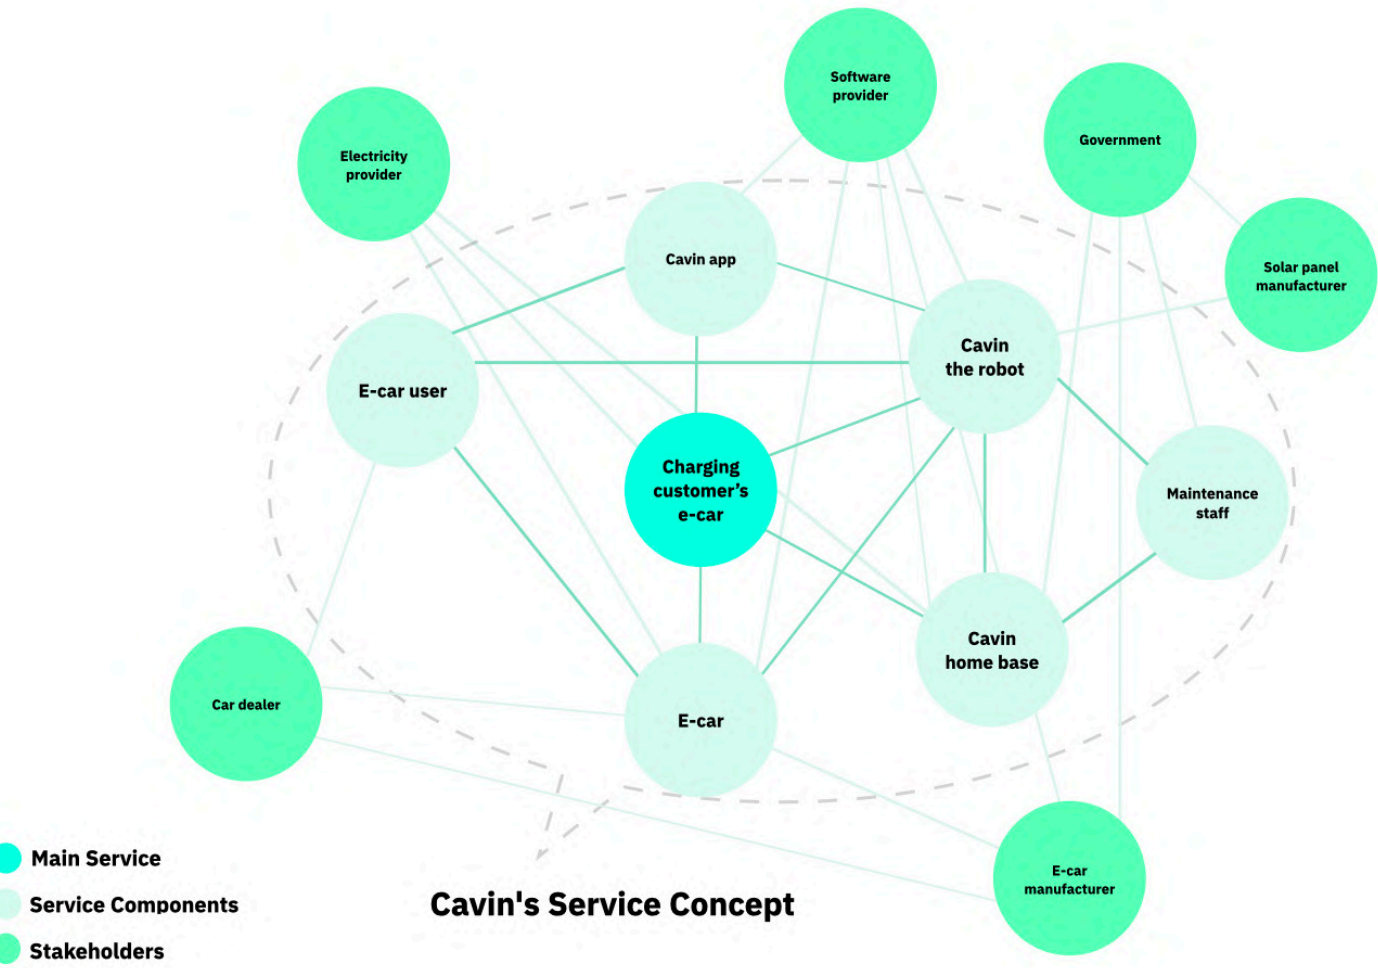 Software
provider
Government
Electricity
provider
Cavin app
Solar panel
manufacturer
Cavin
the robot
E-car user
Charging
customer’s
e-car
Maintenance
staff
Cavin
home base
Car dealer
E-car
E-car
manufacturer
Main Service
Service Components
Stakeholders
Cavin's Service Concept